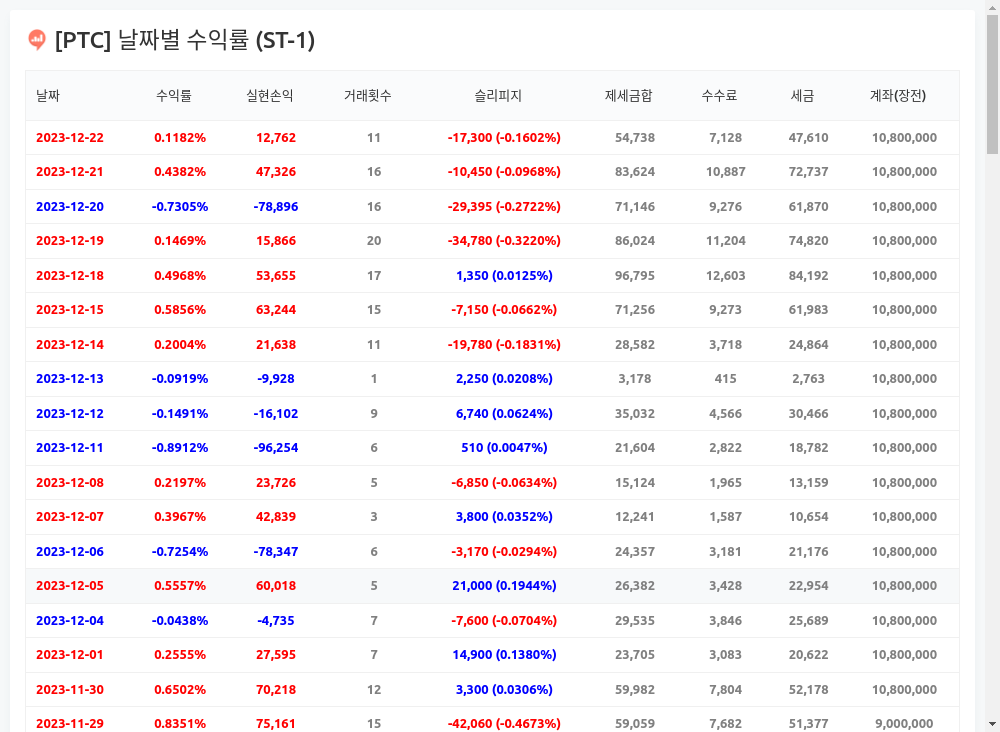 [PTC] 날짜별 수익률 (ST-1)
날짜 수익률 실현손익 거래횟수 슬리피지 제세금합 수수료 세금 계좌(장전)
2023-12-22 0.1182% 12,762 11 -17,300 (-0.1602%) 54,738 7,128 47,610 10,800,000
2023-12-21 0.4382% 47,326 16 -10,450 (-0.0968%) 83,624 10,887 72,737 10,800,000
2023-12-20 -0.7305% -78,896 16 -29,395 (-0.2722%) 71,146 9,276 61,870 10,800,000
2023-12-19 0.1469% 15,866 20 -34,780 (-0.3220%) 86,024 11,204 74,820 10,800,000
2023-12-18 0.4968% 53,655 17 1,350 (0.0125%) 96,795 12,603 84,192 10,800,000
2023-12-15 0.5856% 63,244 15 -7,150 (-0.0662%) 71,256 9,273 61,983 10,800,000
2023-12-14 0.2004% 21,638 11 -19,780 (-0.1831%) 28,582 3,718 24,864 10,800,000
2023-12-13 -0.0919% -9,928 1 2,250 (0.0208%) 3,178 415 2,763 10,800,000
2023-12-12 -0.1491% -16,102 9 6,740 (0.0624%) 35,032 4,566 30,466 10,800,000
2023-12-11 -0.8912% -96,254 6 510 (0.0047%) 21,604 2,822 18,782 10,800,000
2023-12-08 0.2197% 23,726 5 -6,850 (-0.0634%) 15,124 1,965 13,159 10,800,000
2023-12-07 0.3967% 42,839 3 3,800 (0.0352%) 12,241 1,587 10,654 10,800,000
2023-12-06 -0.7254% -78,347 6 -3,170 (-0.0294%) 24,357 3,181 21,176 10,800,000
2023-12-05 0.5557% 60,018 5 21,000 (0.1944%) 26,382 3,428 22,954 10,800,000
2023-12-04 -0.0438% -4,735 7 -7,600 (-0.0704%) 29,535 3,846 25,689 10,800,000
2023-12-01 0.2555% 27,595 7 14,900 (0.1380%) 23,705 3,083 20,622 10,800,000
2023-11-30 0.6502% 70,218 12 3,300 (0.0306%) 59,982 7,804 52,178 10,800,000
2023-11-29 0.8351% 75,161 15 -42,060 (-0.4673%) 59,059 7,682 51,377 9,000,000